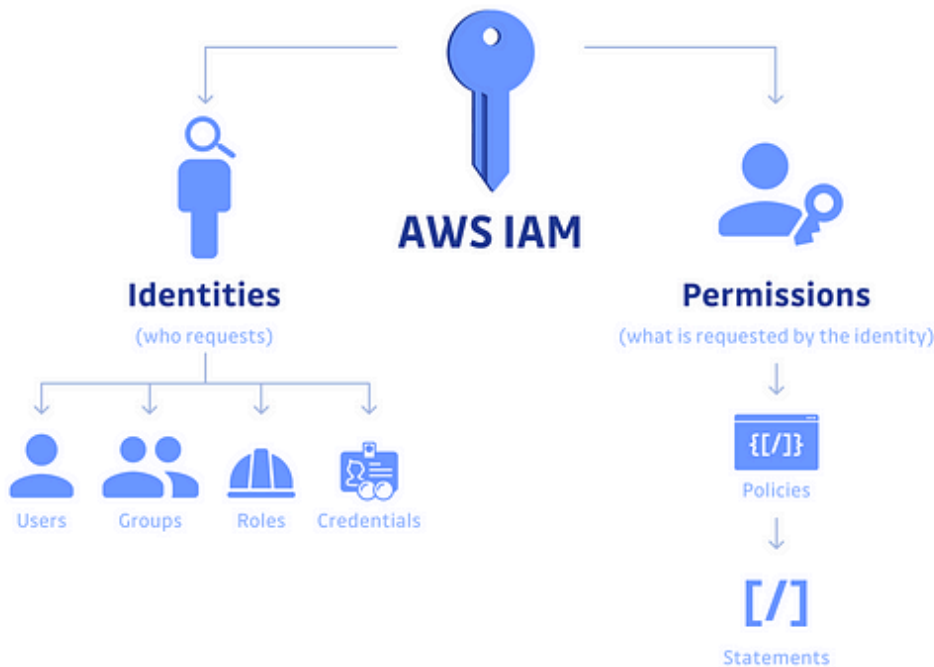 AWS IAM
Identities
(who requests)
Permissions
(what is requested by the identity)
Users
Groups
Roles
Credentials
{[/]}
Policies
[/]
Statements